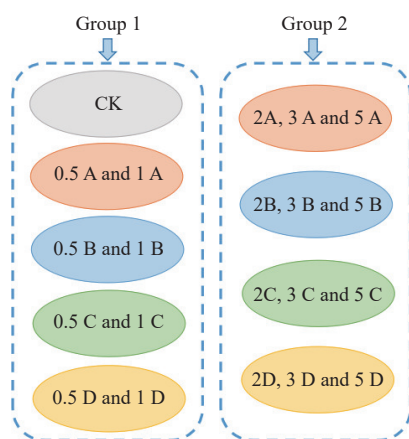 Group 1
CK
0.5 A and 1 A
0.5 B and 1 B
0.5 C and 1 C
0.5 D and 1 D
Group 2
2A, 3 A and 5 A
2B, 3 B and 5 B
2C, 3 C and 5 C
2D, 3 D and 5 D